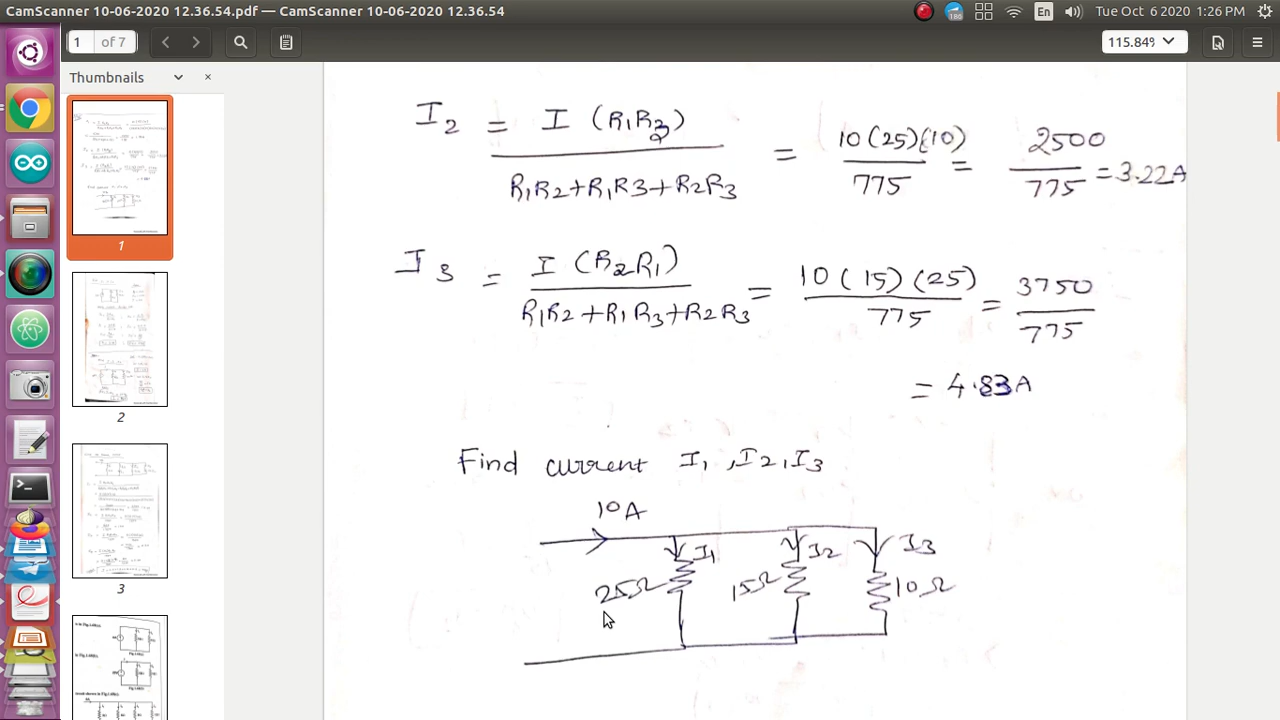 CamScanner 10-06-2020 12.36.54.pdf — CamScanner 10-06-2020 12.36.54
180
En
Tue Oct 6 2020 1:26 PM
1 of 7
115.84%
Thumbnails
1
2
3
I2 = I (R1R3) / R1R2+R1R3+R2R3 = 10(25)(10) / 775 = 2500 / 775 = 3.22A
I3 = I (R2R1) / R1R2+R1R3+R2R3 = 10(15)(25) / 775 = 3750 / 775
= 4.83A
Find current I1, I2, I3
10A
I1 I2 I3
25Ω 15Ω 10Ω